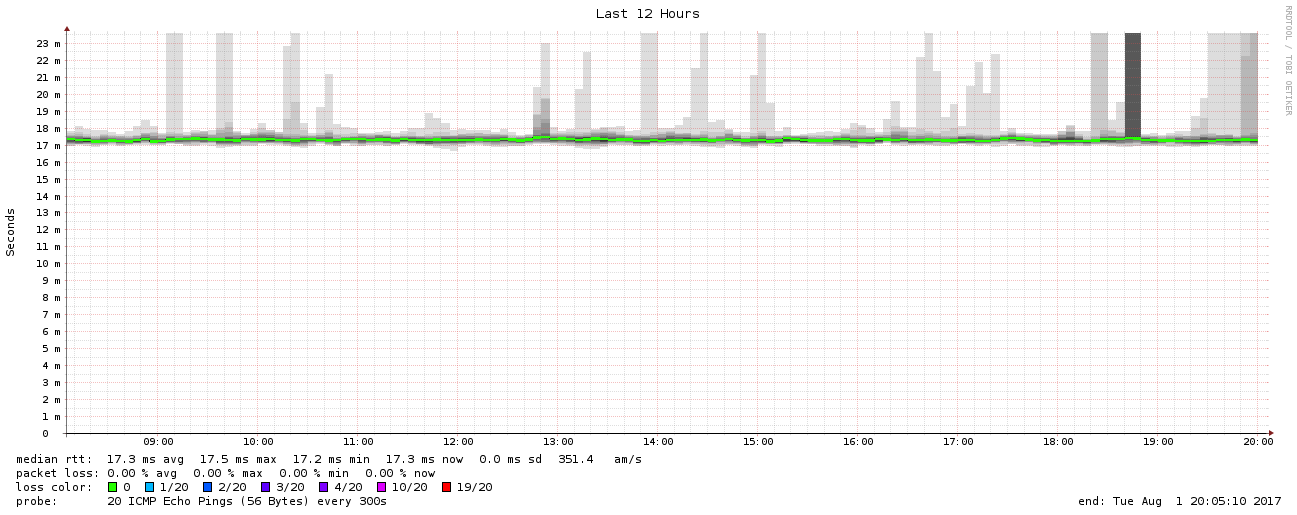 Last 12 Hours
RRDTOOL / TOBI OETIKER
23 m
22 m
21 m
20 m
19 m
18 m
17 m
16 m
15 m
14 m
13 m
12 m
11 m
10 m
9 m
8 m
7 m
6 m
5 m
4 m
3 m
2 m
1 m
0
Seconds
09:00 10:00 11:00 12:00 13:00 14:00 15:00 16:00 17:00 18:00 19:00 20:00
median rtt: 17.3 ms avg 17.5 ms max 17.2 ms min 17.3 ms now 0.0 ms sd 351.4 am/s
packet loss: 0.00 % avg 0.00 % max 0.00 % min 0.00 % now
loss color: 0 1/20 2/20 3/20 4/20 10/20 19/20
probe: 20 ICMP Echo Pings (56 Bytes) every 300s end: Tue Aug 1 20:05:10 2017